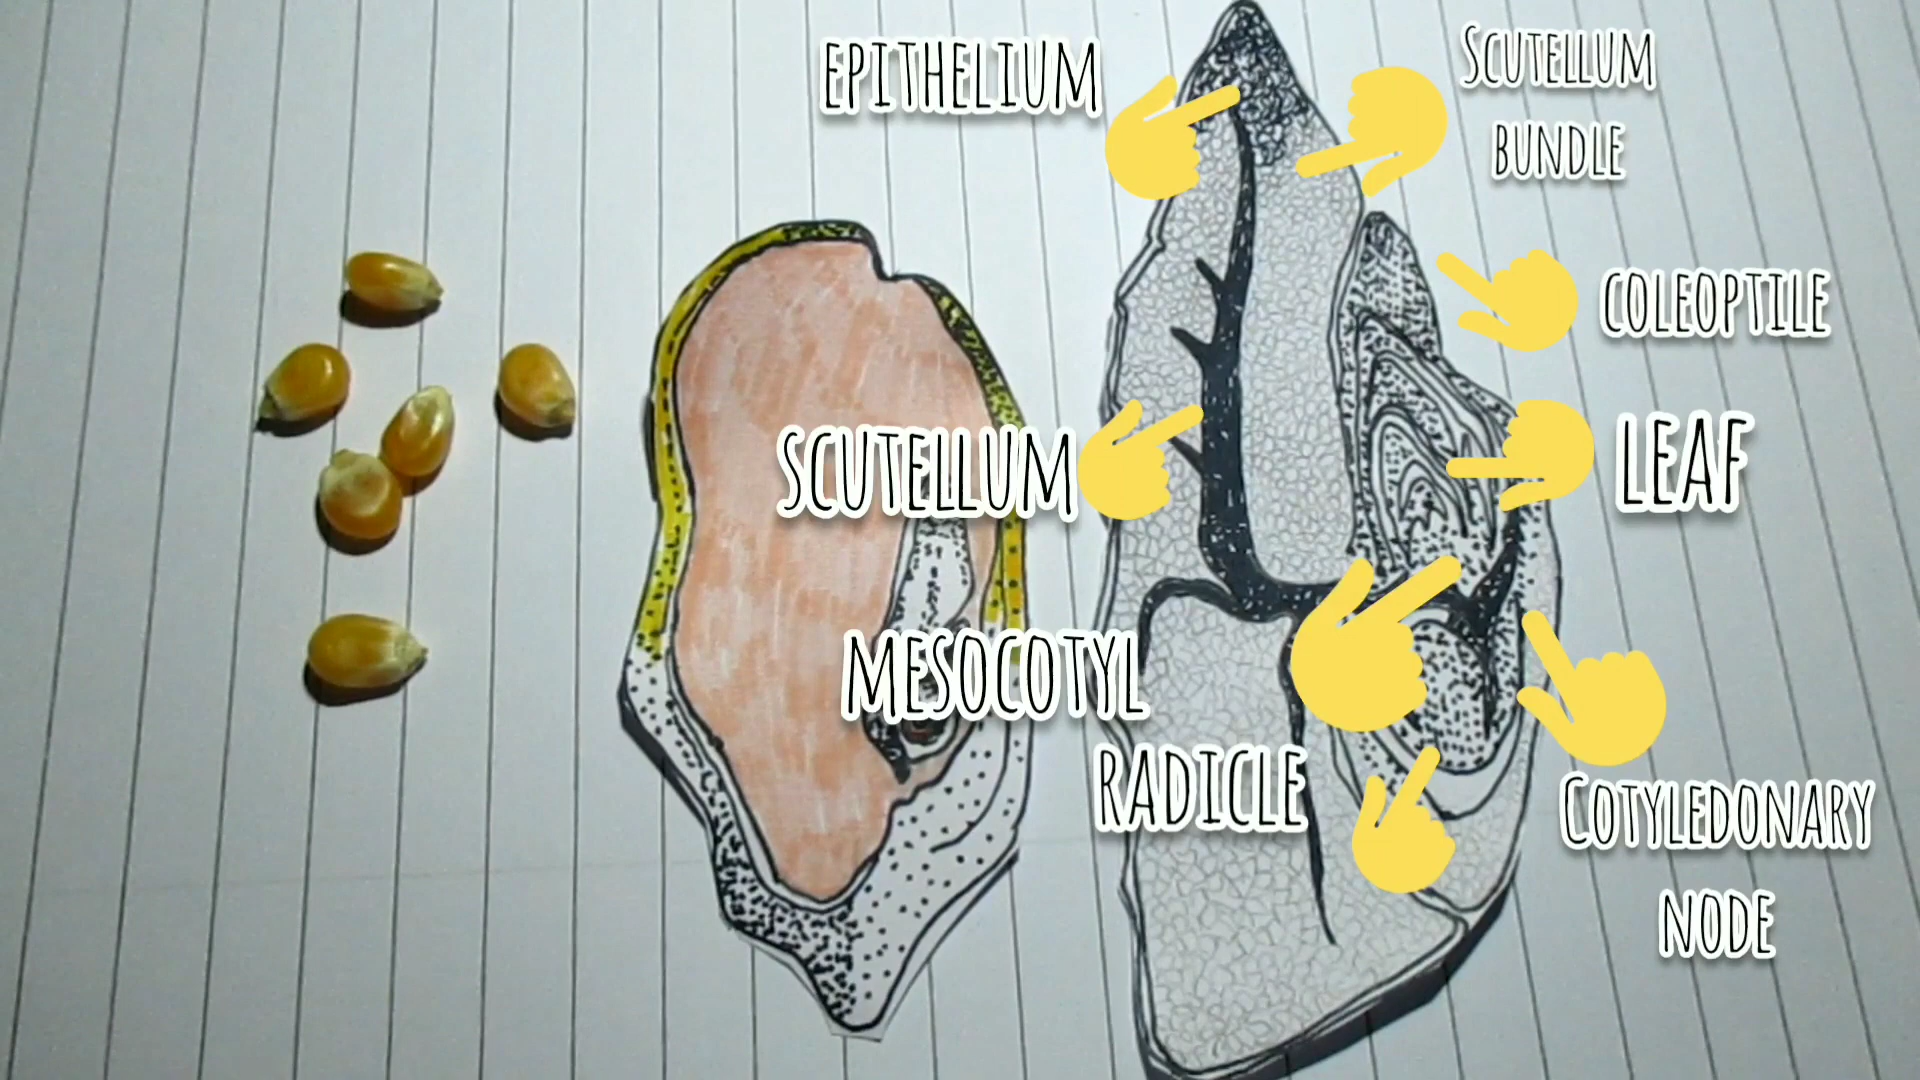 EPITHELIUM
SCUTELLUM
BUNDLE
COLEOPTILE
SCUTELLUM
LEAF
MESOCOTYL
RADICLE
COTYLEDONARY
NODE